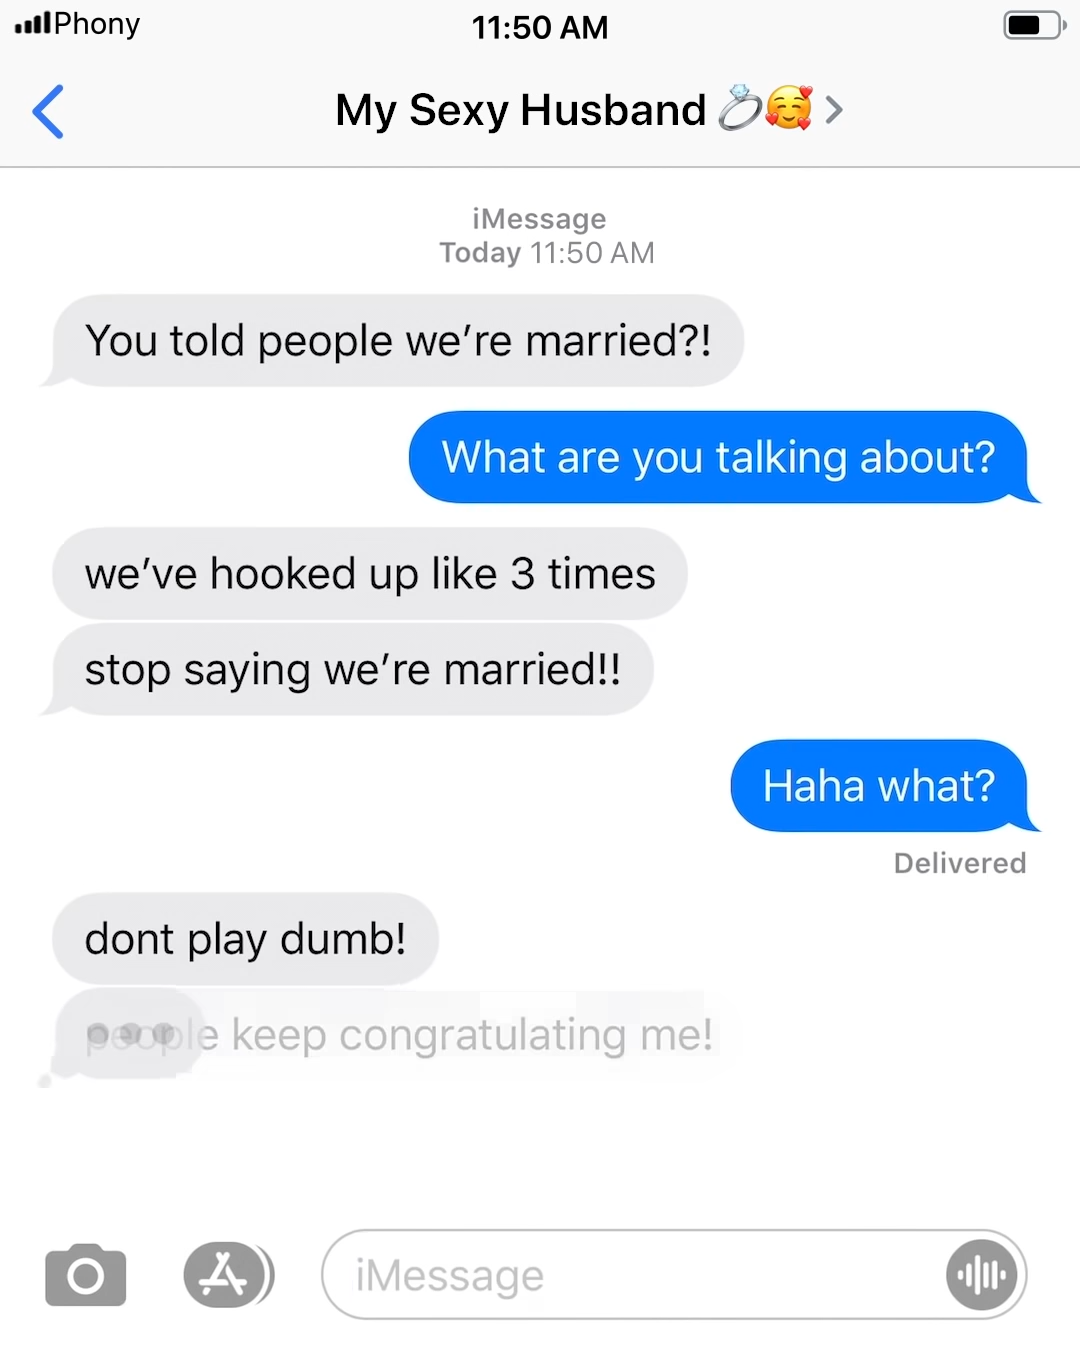 Phony
11:50 AM
My Sexy Husband 💍🥰
iMessage
Today 11:50 AM
You told people we’re married?!
What are you talking about?
we’ve hooked up like 3 times
stop saying we’re married!!
Haha what?
Delivered
dont play dumb!
people keep congratulating me!
iMessage